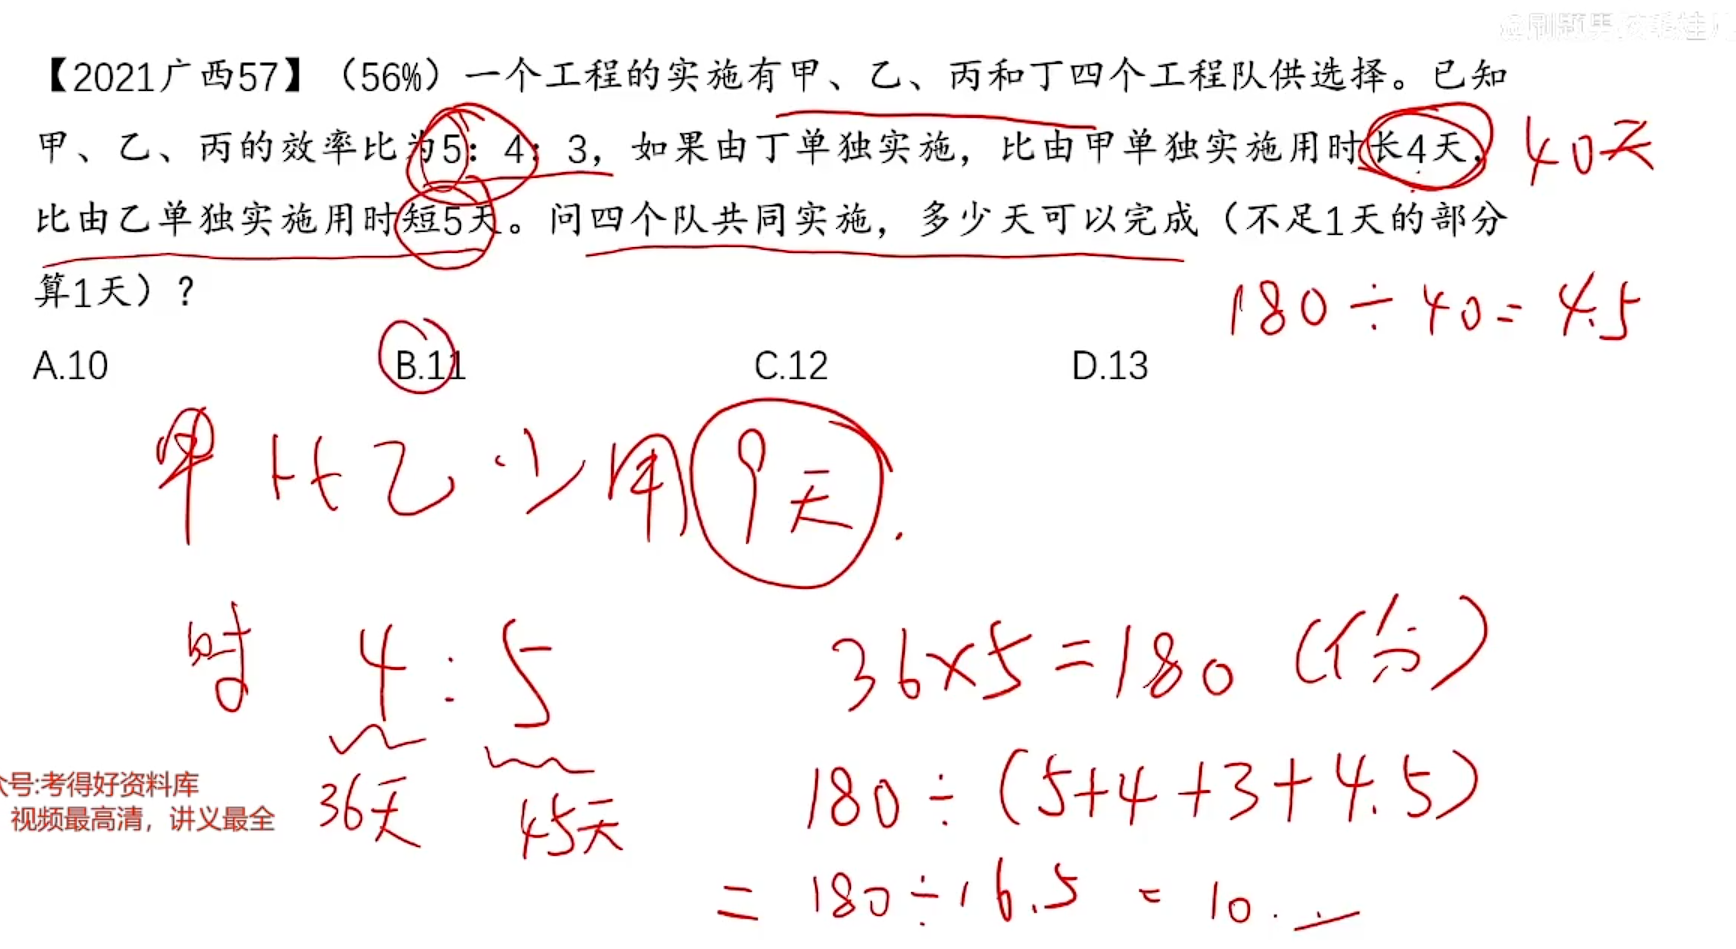 【2021广西57】（56%）一个工程的实施有甲、乙、丙和丁四个工程队供选择。已知
甲、乙、丙的效率比为5：4：3，如果由丁单独实施，比由甲单独实施用时长4天，
40天
比由乙单独实施用时短5天。问四个队共同实施，多少天可以完成（不足1天的部分
算1天）？
180÷40=4.5
A.10 B.11 C.12 D.13
甲比乙少用9天.
时 4:5
36×5=180（份）
36天 45天
180÷(5+4+3+4.5)
=180÷16.5=10.
众号:考得好资料库
视频最高清，讲义最全